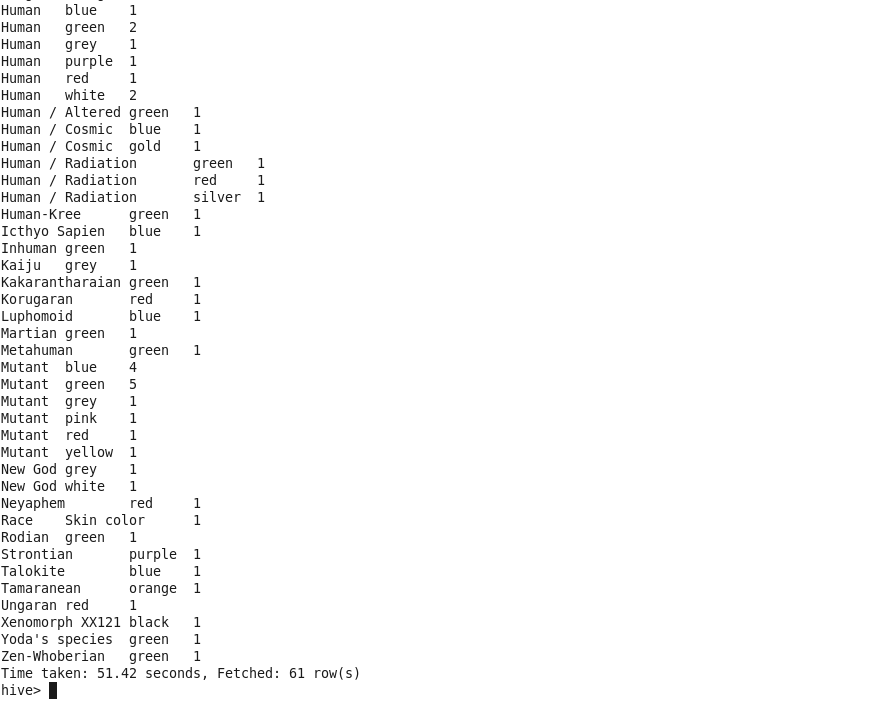 Human   blue    1
Human   green   2
Human   grey    1
Human   purple  1
Human   red     1
Human   white   2
Human / Altered green   1
Human / Cosmic  blue    1
Human / Cosmic  gold    1
Human / Radiation       green   1
Human / Radiation       red     1
Human / Radiation       silver  1
Human-Kree      green   1
Icthyo Sapien   blue    1
Inhuman green   1
Kaiju   grey    1
Kakarantharaian green   1
Korugaran       red     1
Luphomoid       blue    1
Martian green   1
Metahuman       green   1
Mutant  blue    4
Mutant  green   5
Mutant  grey    1
Mutant  pink    1
Mutant  red     1
Mutant  yellow  1
New God grey    1
New God white   1
Neyaphem        red     1
Race    Skin color      1
Rodian  green   1
Strontian       purple  1
Talokite        blue    1
Tamaranean      orange  1
Ungaran red     1
Xenomorph XX121 black   1
Yoda's species  green   1
Zen-Whoberian   green   1
Time taken: 51.42 seconds, Fetched: 61 row(s)
hive>